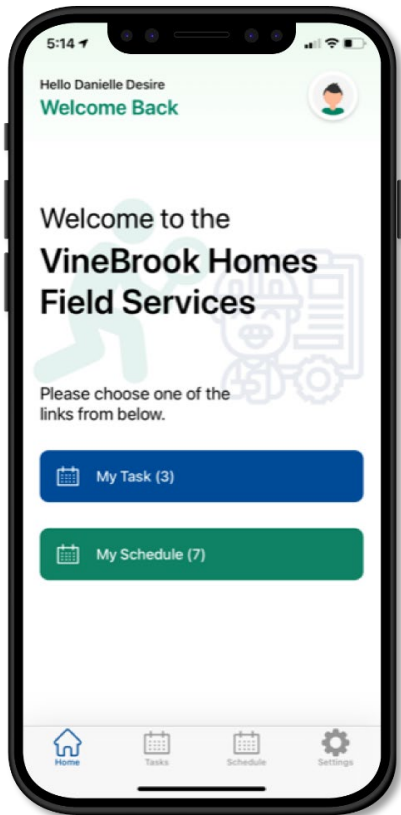 5:14
Hello Danielle Desire
Welcome Back
Welcome to the
VineBrook Homes
Field Services
Please choose one of the
links from below.
My Task (3)
My Schedule (7)
Home
Tasks
Schedule
Settings